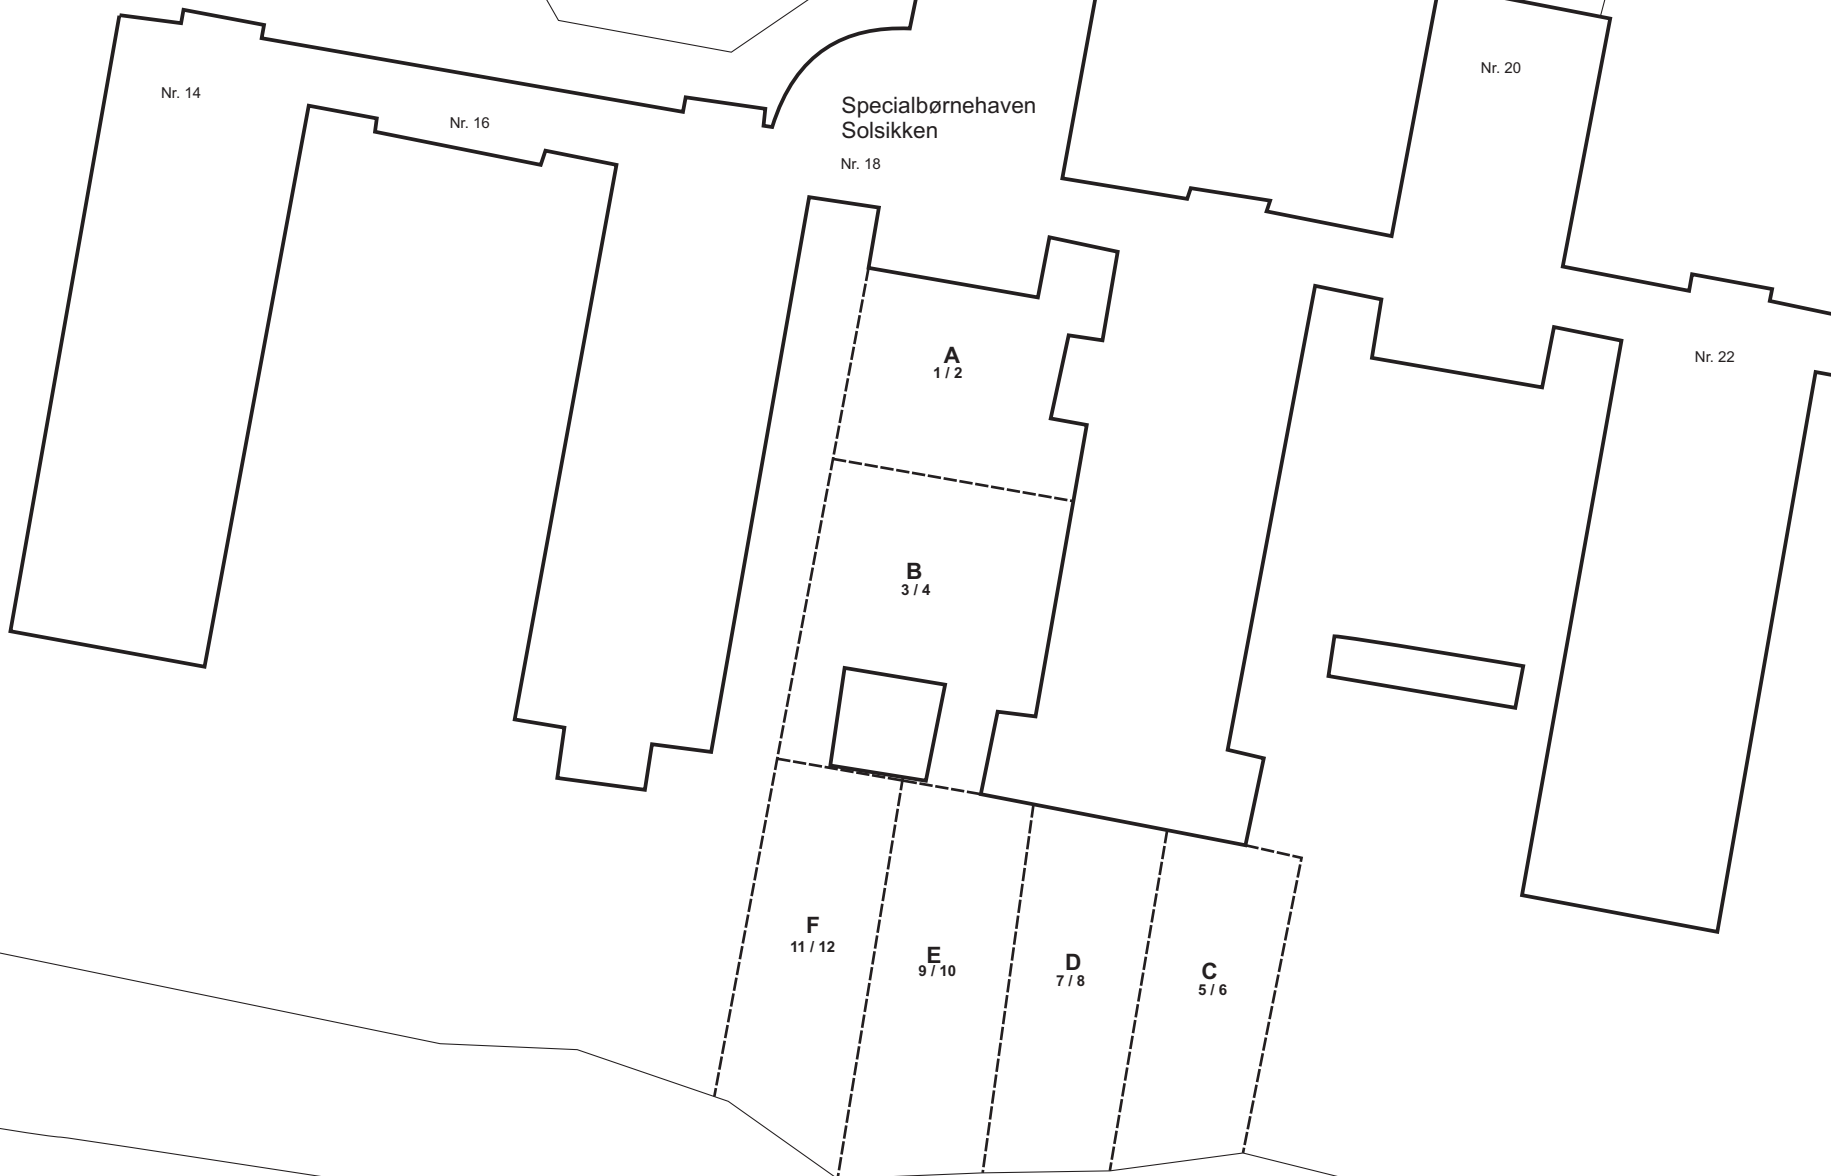 Nr. 14
Nr. 16
Specialbørnehaven
Solsikken
Nr. 18
Nr. 20
Nr. 22
A
1 / 2
B
3 / 4
F
11 / 12
E
9 / 10
D
7 / 8
C
5 / 6